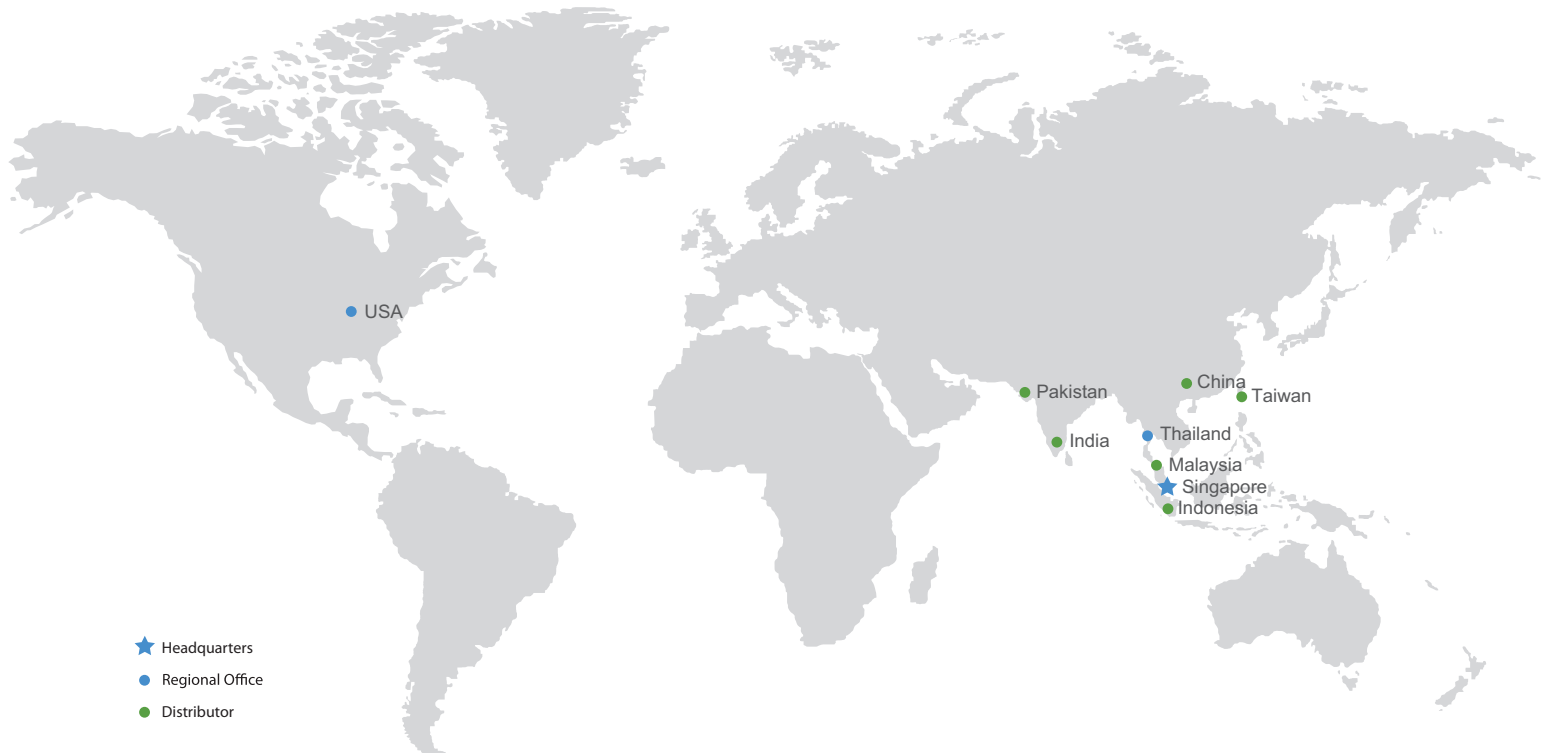 USA
China
Pakistan
Taiwan
Thailand
India
Malaysia
Singapore
Indonesia
Headquarters
Regional Office
Distributor